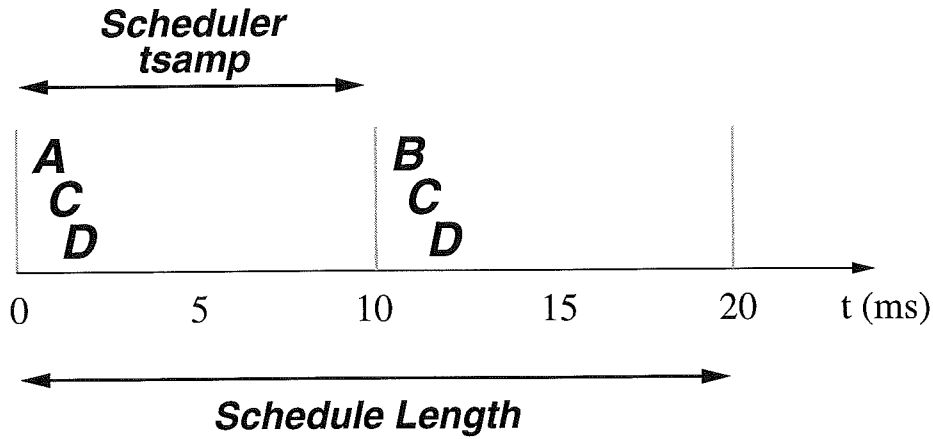 Scheduler
tsamp
A B
C C
D D
0 5 10 15 20 t (ms)
Schedule Length